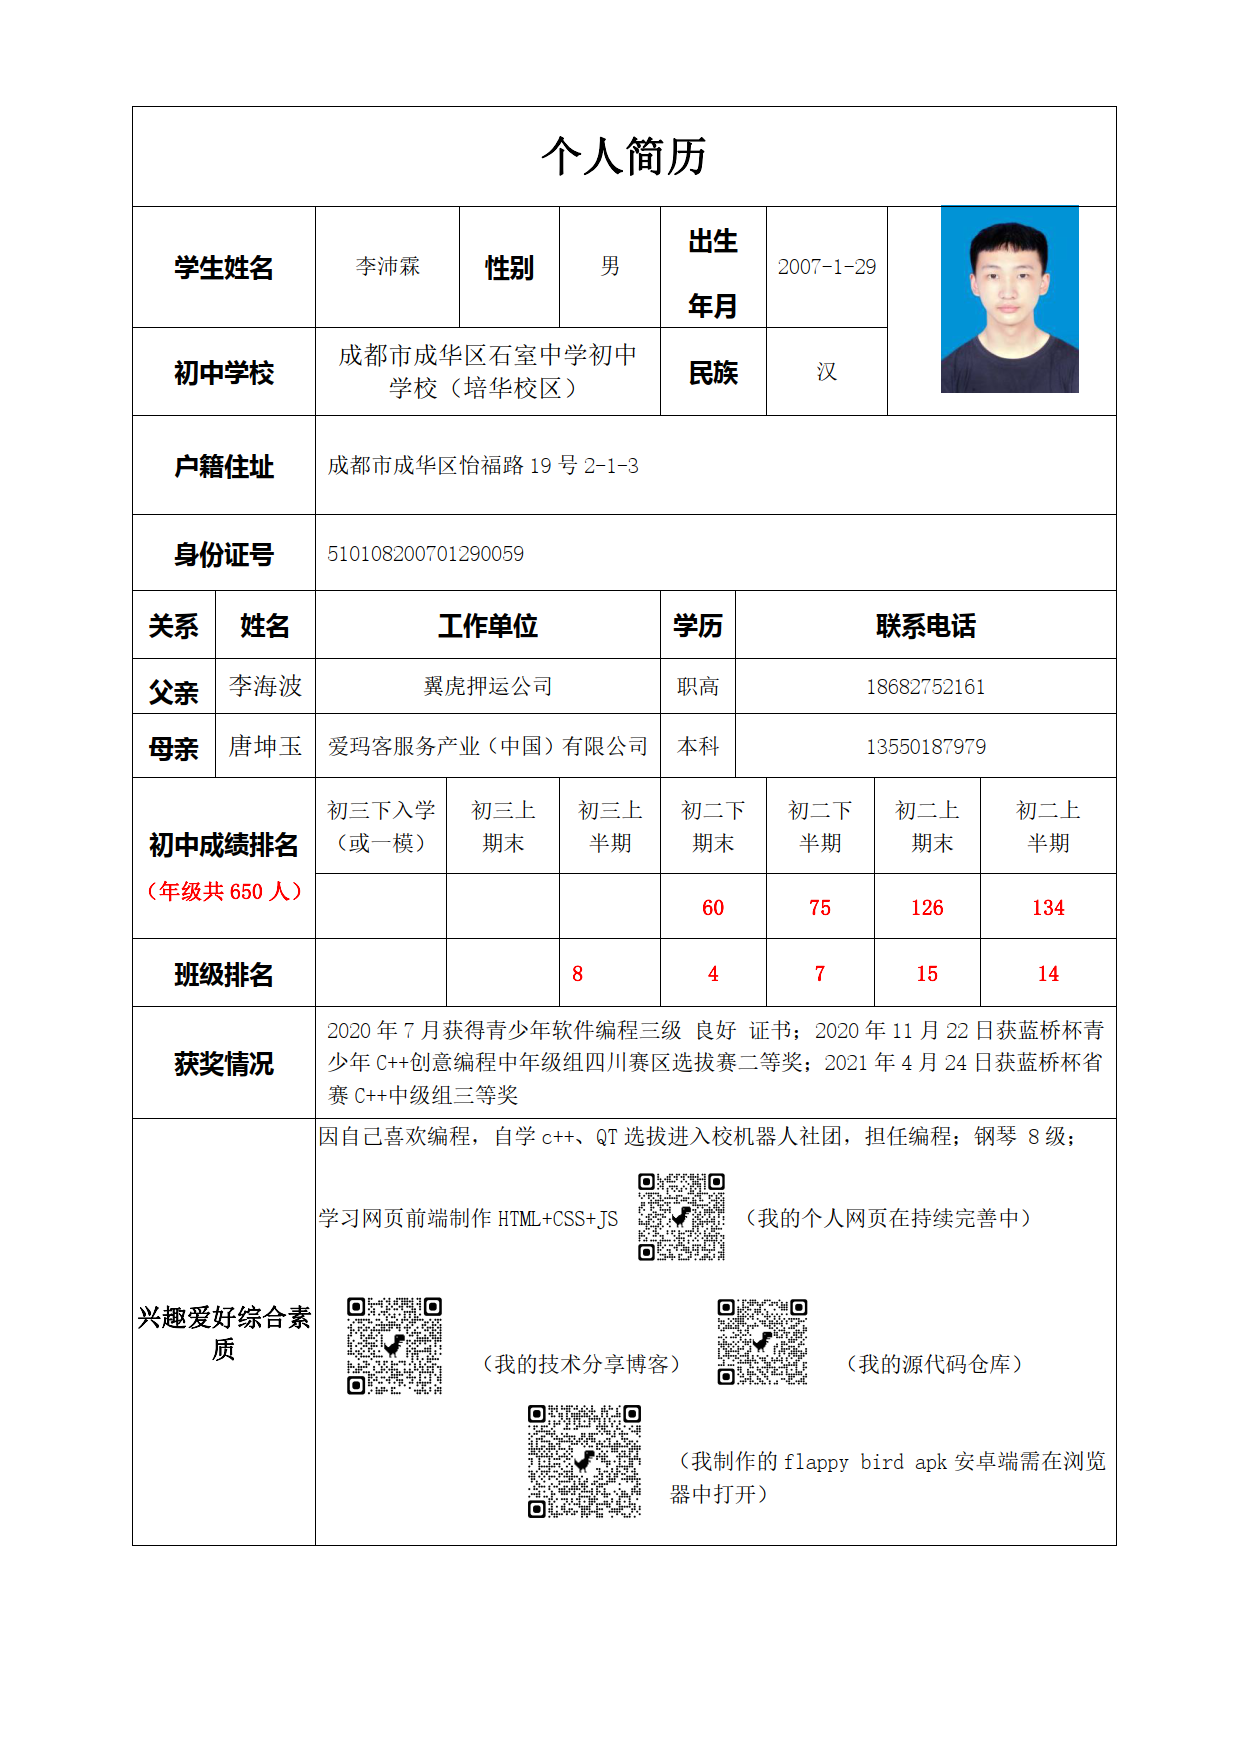 个人简历
学生姓名 李沛霖 性别 男 出生年月 2007-1-29
初中学校 成都市成华区石室中学初中学校（培华校区） 民族 汉
户籍住址 成都市成华区怡福路 19 号 2-1-3
身份证号 510108200701290059
关系 姓名 工作单位 学历 联系电话
父亲 李海波 翼虎押运公司 职高 18682752161
母亲 唐坤玉 爱玛客服务产业（中国）有限公司 本科 13550187979
初中成绩排名
（年级共 650 人）
初三下入学（或一模） 初三上期末 初三上半期 初二下期末 初二下半期 初二上期末 初二上半期
60 75 126 134
班级排名 8 4 7 15 14
获奖情况
2020 年 7 月获得青少年软件编程三级 良好 证书；2020 年 11 月 22 日获蓝桥杯青
少年 C++创意编程中年级组四川赛区选拔赛二等奖；2021 年 4 月 24 日获蓝桥杯省
赛 C++中级组三等奖
兴趣爱好综合素质
因自己喜欢编程，自学 c++、QT 选拔进入校机器人社团，担任编程；钢琴 8 级；
学习网页前端制作 HTML+CSS+JS （我的个人网页在持续完善中）
（我的技术分享博客） （我的源代码仓库）
（我制作的 flappy bird apk 安卓端需在浏览
器中打开）